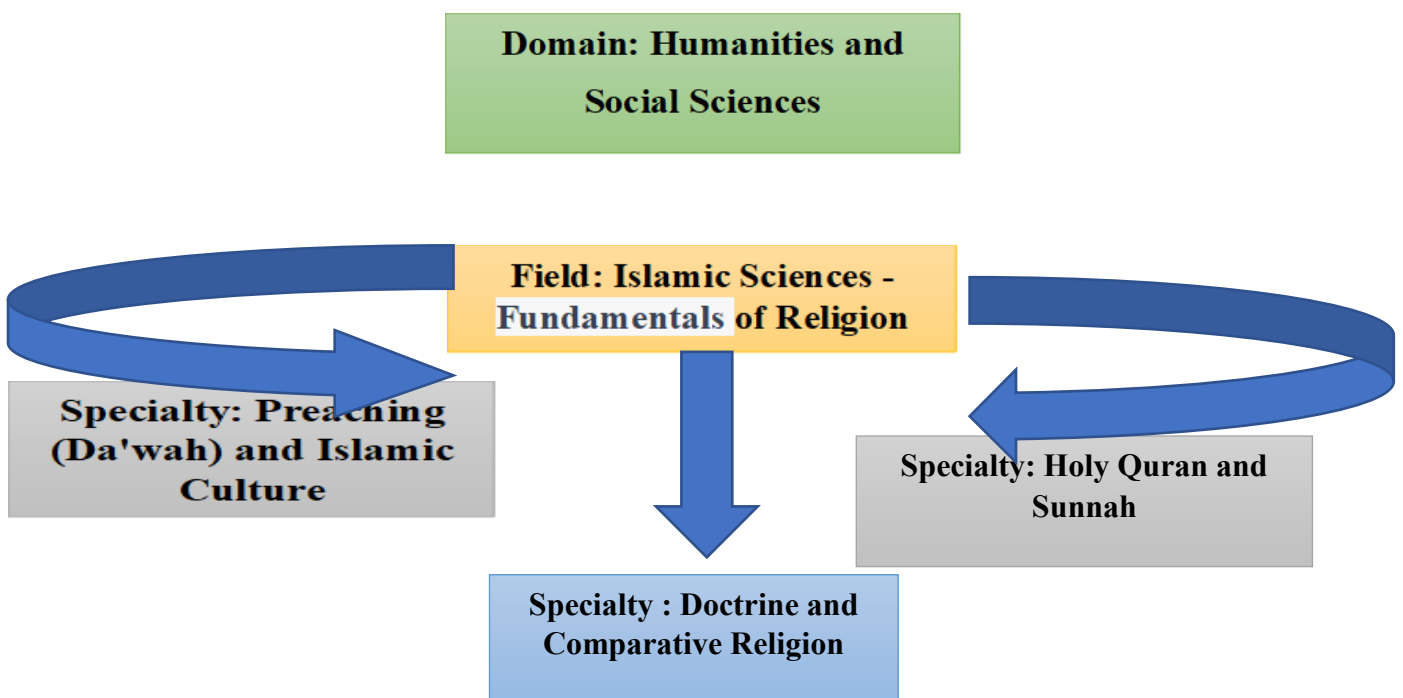 Domain: Humanities and
Social Sciences
Field: Islamic Sciences -
Fundamentals of Religion
Specialty: Preaching
(Da'wah) and Islamic
Culture
Specialty: Holy Quran and
Sunnah
Specialty : Doctrine and
Comparative Religion